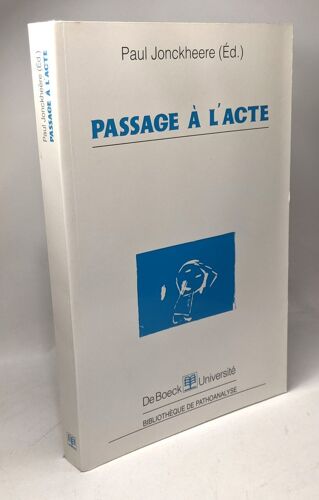 Paul Jonckheere (Éd.)
PASSAGE À L'ACTE
De Boeck Université
BIBLIOTHÈQUE DE PATHOANALYSE
Paul Jonckheere (Éd.)
PASSAGE À L'ACTE